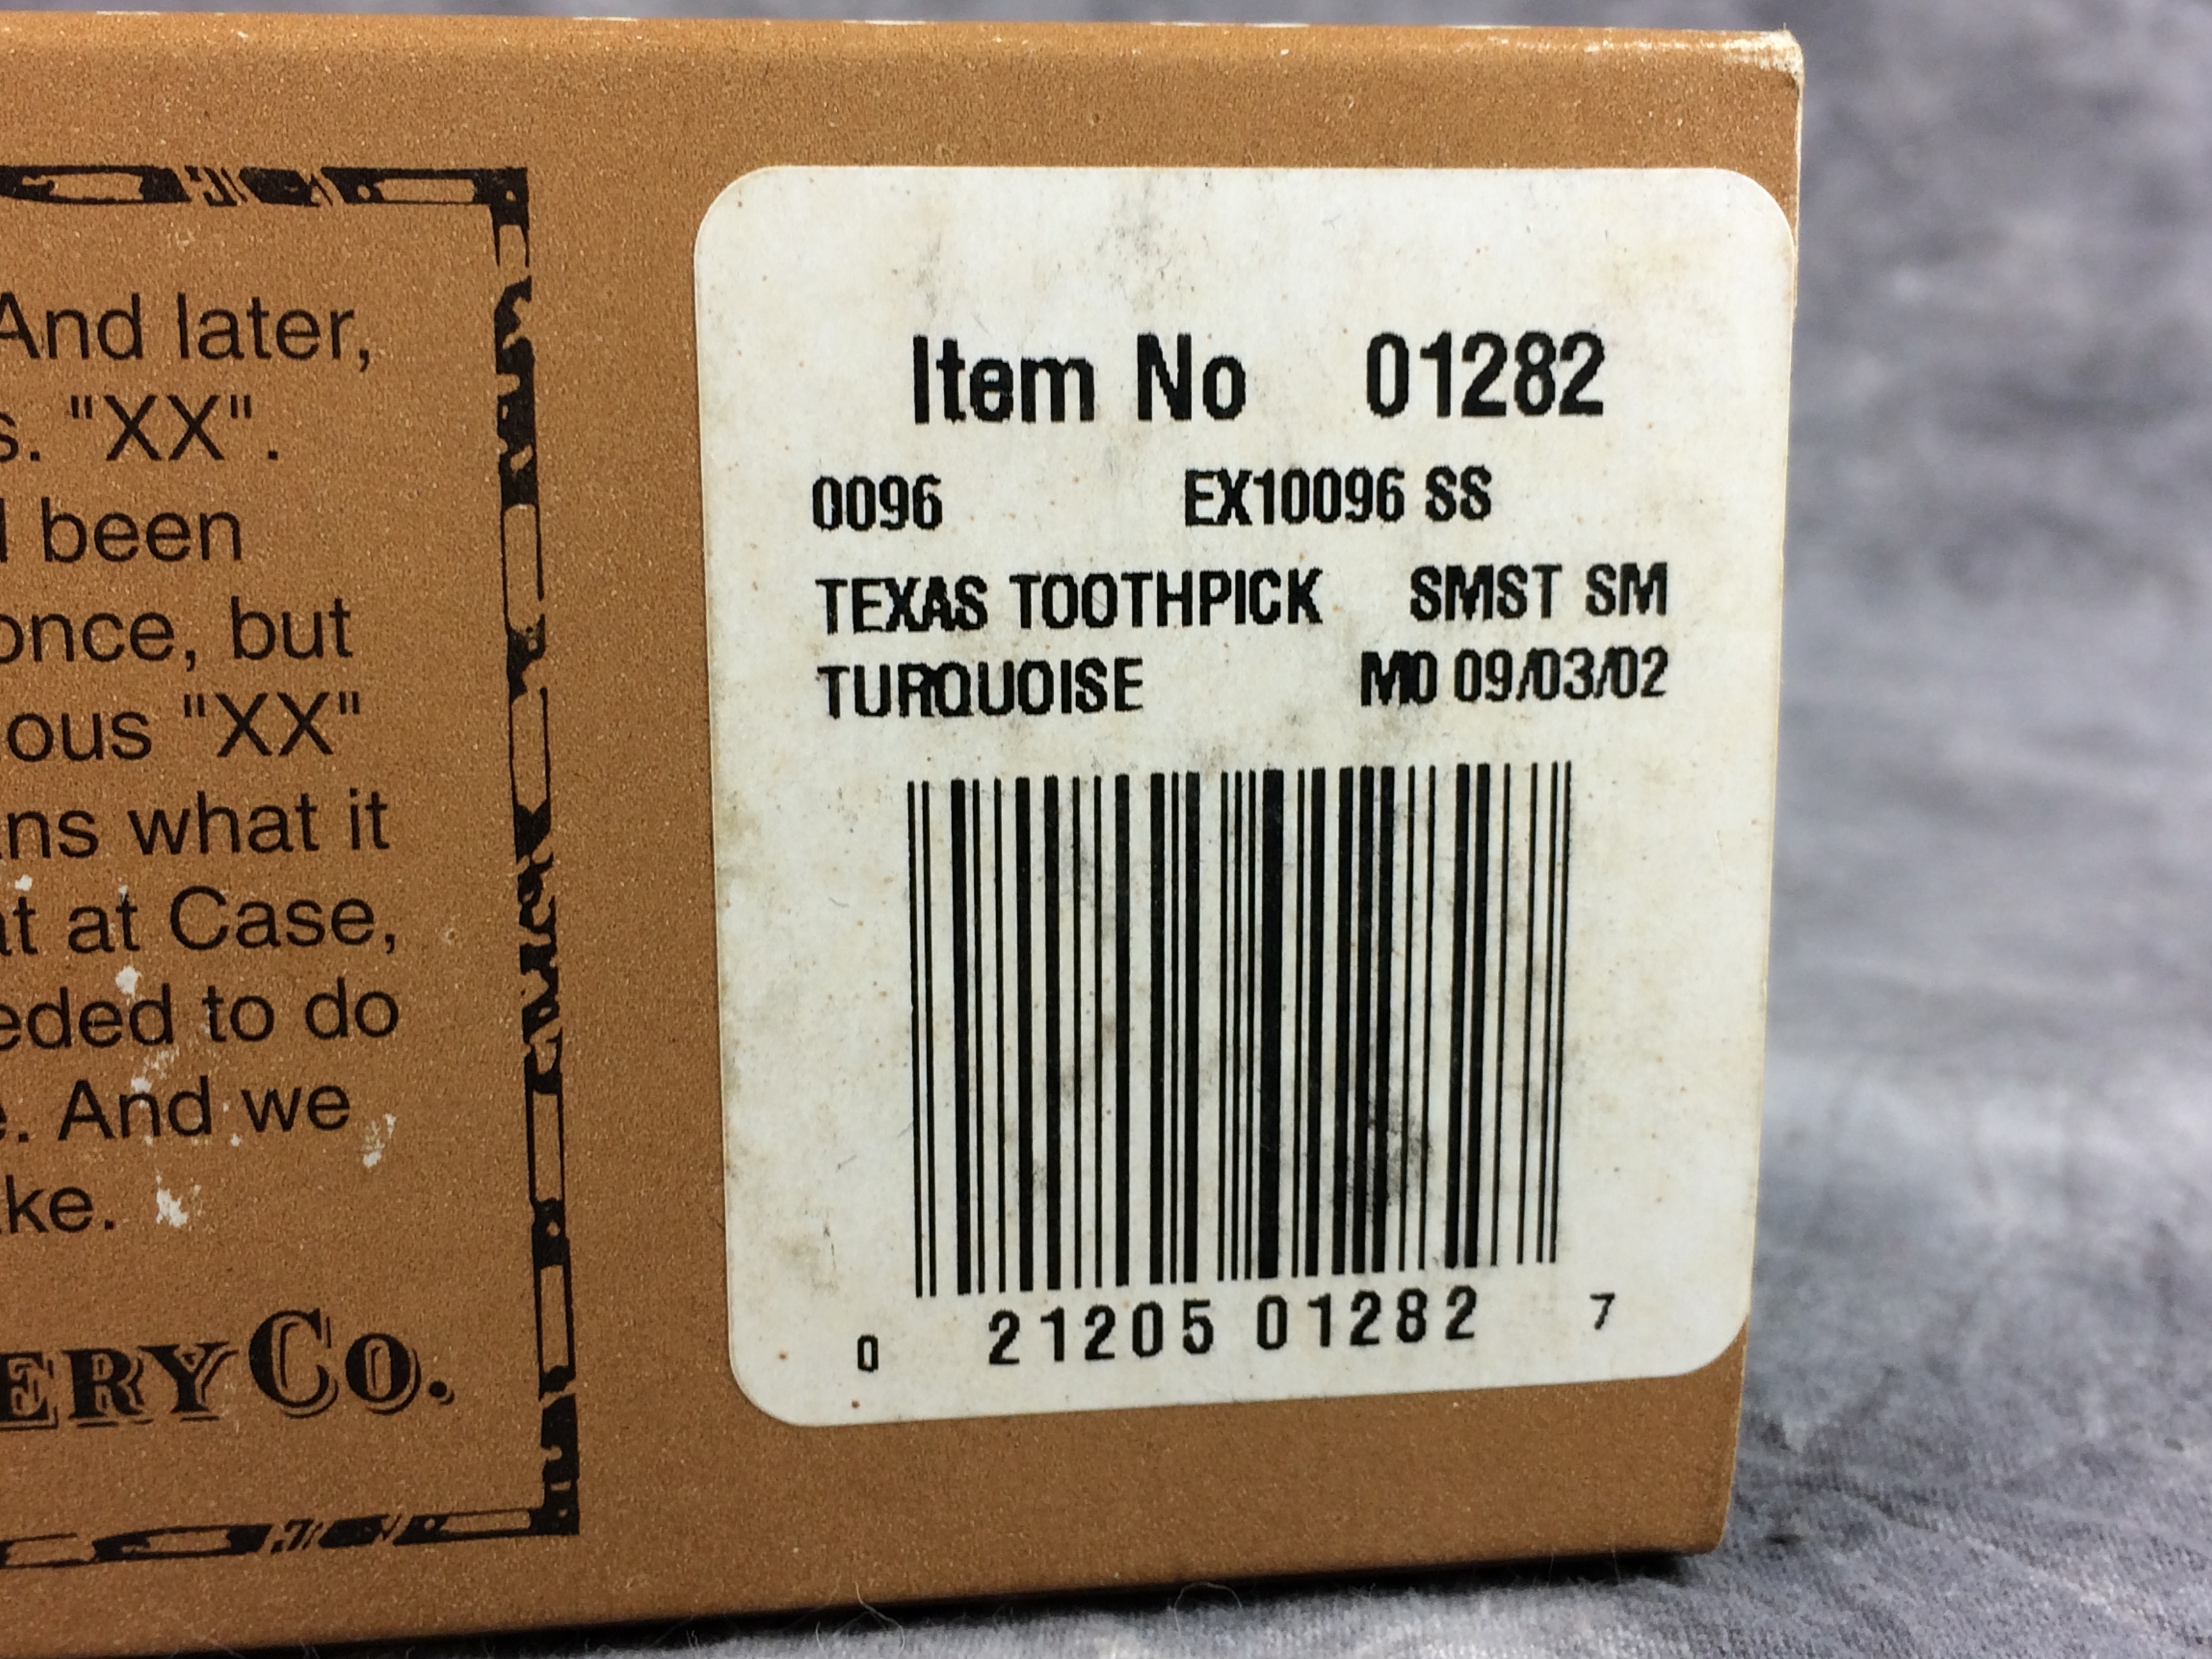 And later,
s. "XX".
been
once, but
ous "XX"
ns what it
at at Case,
eded to do
e. And we
ke.
ERY Co.
Item No 01282
0096 EX10096 SS
TEXAS TOOTHPICK SMST SM
TURQUOISE MO 09/03/02
0 21205 01282 7